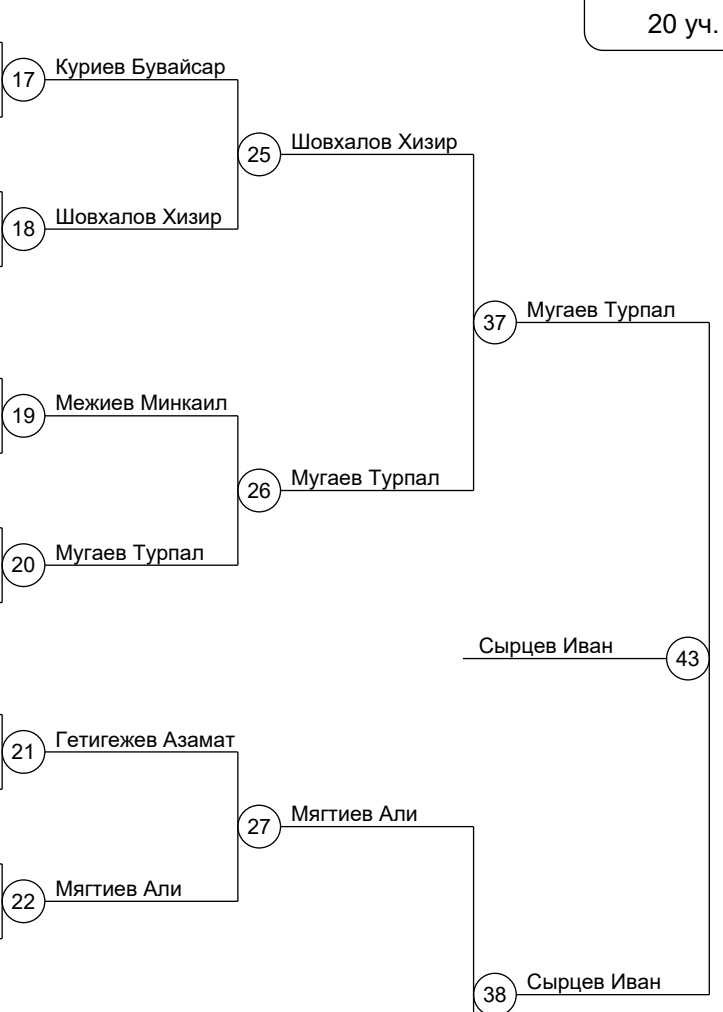 20 уч.
17 Куриев Бувайсар
25 Шовхалов Хизир
18 Шовхалов Хизир
37 Мугаев Турпал
19 Межиев Минкаил
26 Мугаев Турпал
20 Мугаев Турпал
Сырцев Иван 43
21 Гетигежев Азамат
27 Мягтиев Али
22 Мягтиев Али
38 Сырцев Иван